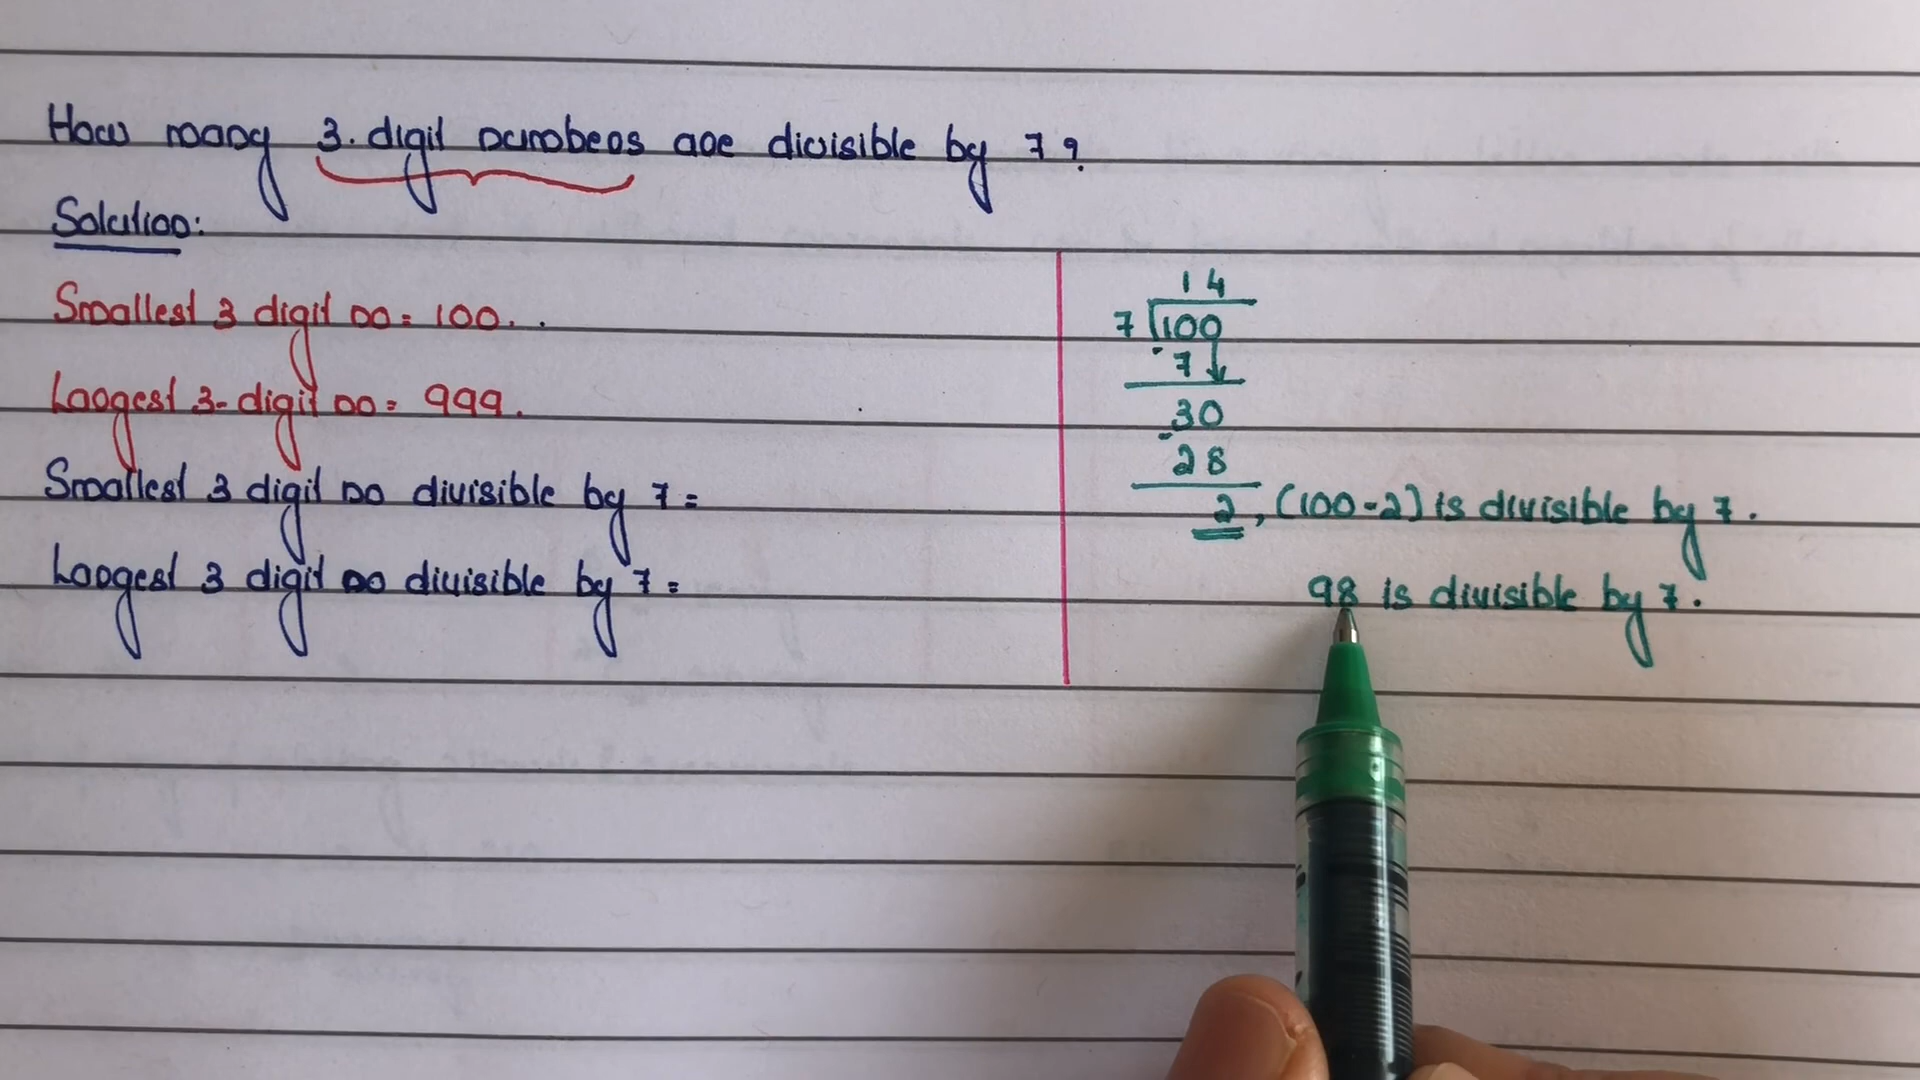 How many 3-digit numbers are divisible by 7?
Solution:
Smallest 3 digit no = 100.
Largest 3-digit no = 999.
Smallest 3 digit no divisible by 7 =
Largest 3 digit no divisible by 7 =
14
7 100
- 7
30
- 28
2, (100-2) is divisible by 7.
98 is divisible by 7.